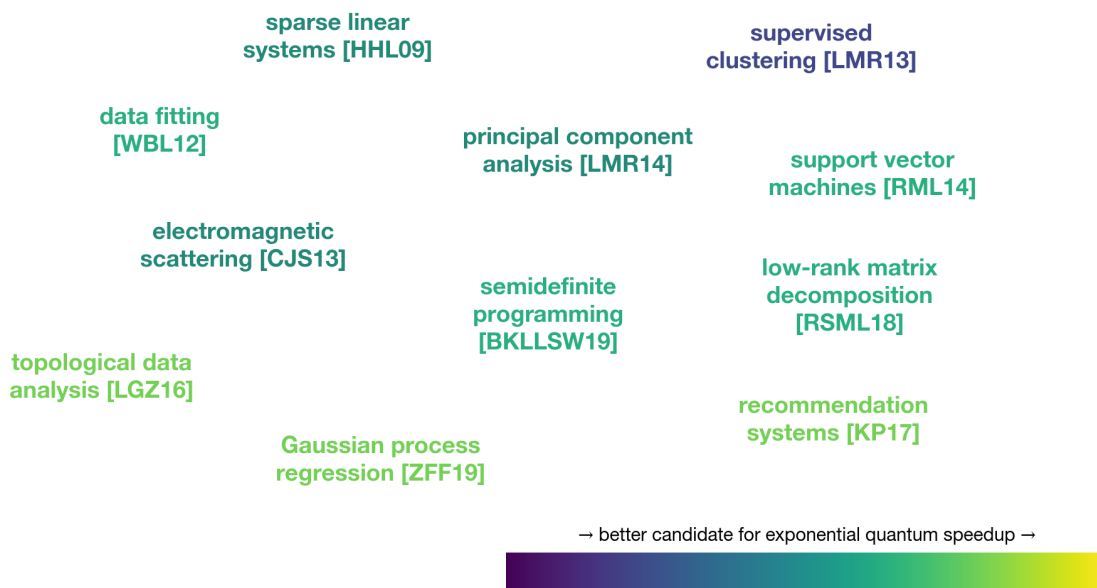 sparse linear
systems [HHL09]
supervised
clustering [LMR13]
data fitting
[WBL12]
principal component
analysis [LMR14]
support vector
machines [RML14]
electromagnetic
scattering [CJS13]
low-rank matrix
decomposition
[RSML18]
semidefinite
programming
[BKLLSW19]
topological data
analysis [LGZ16]
recommendation
systems [KP17]
Gaussian process
regression [ZFF19]
→ better candidate for exponential quantum speedup →